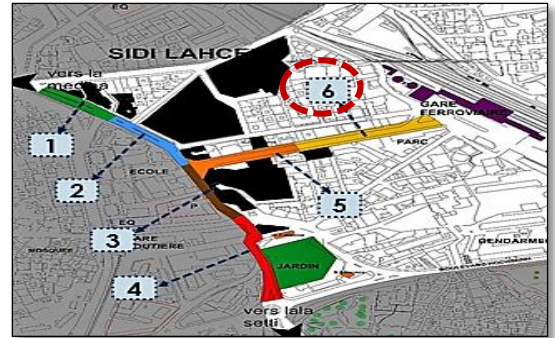 EQ
SIDI LAHCE
vers la
médina
6
GARE
FERROVIAIRE
1
PARC
2
ECOLE
5
3
EQ
GARE
ROUTIERE
MOSQUEE
GENDARME
4
JARDIN
vers lala
setti